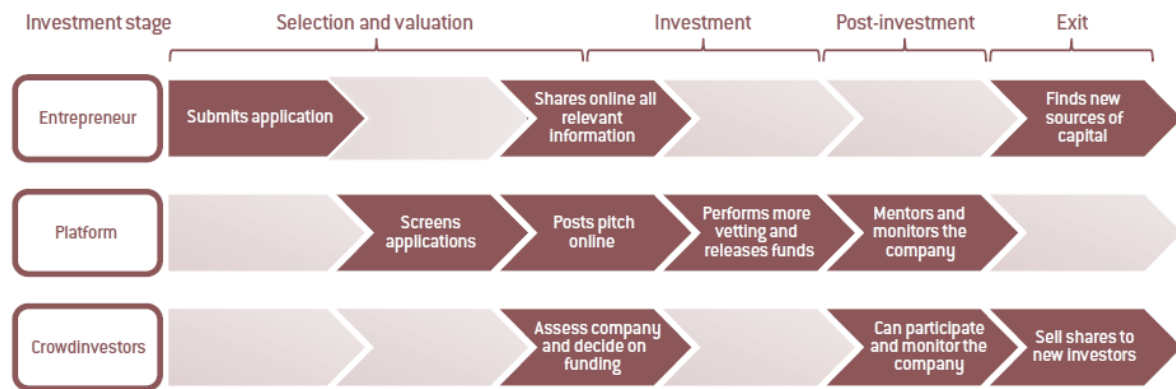 Investment stage
Selection and valuation
Investment
Post-investment
Exit
Entrepreneur
Submits application
Shares online all
relevant
information
Finds new
sources of
capital
Platform
Screens
applications
Posts pitch
online
Performs more
vetting and
releases funds
Mentors and
monitors the
company
Crowdinvestors
Assess company
and decide on
funding
Can participate
and monitor the
company
Sell shares to
new investors